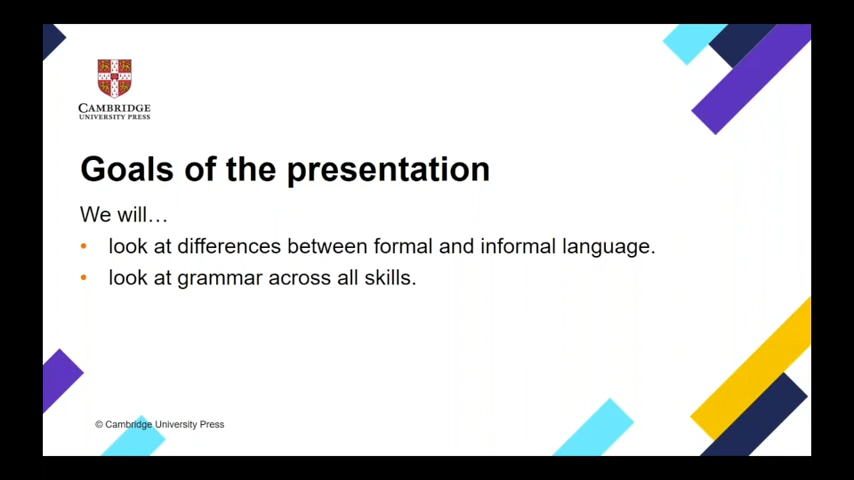 CAMBRIDGE
UNIVERSITY PRESS
Goals of the presentation
We will…
• look at differences between formal and informal language.
• look at grammar across all skills.
© Cambridge University Press